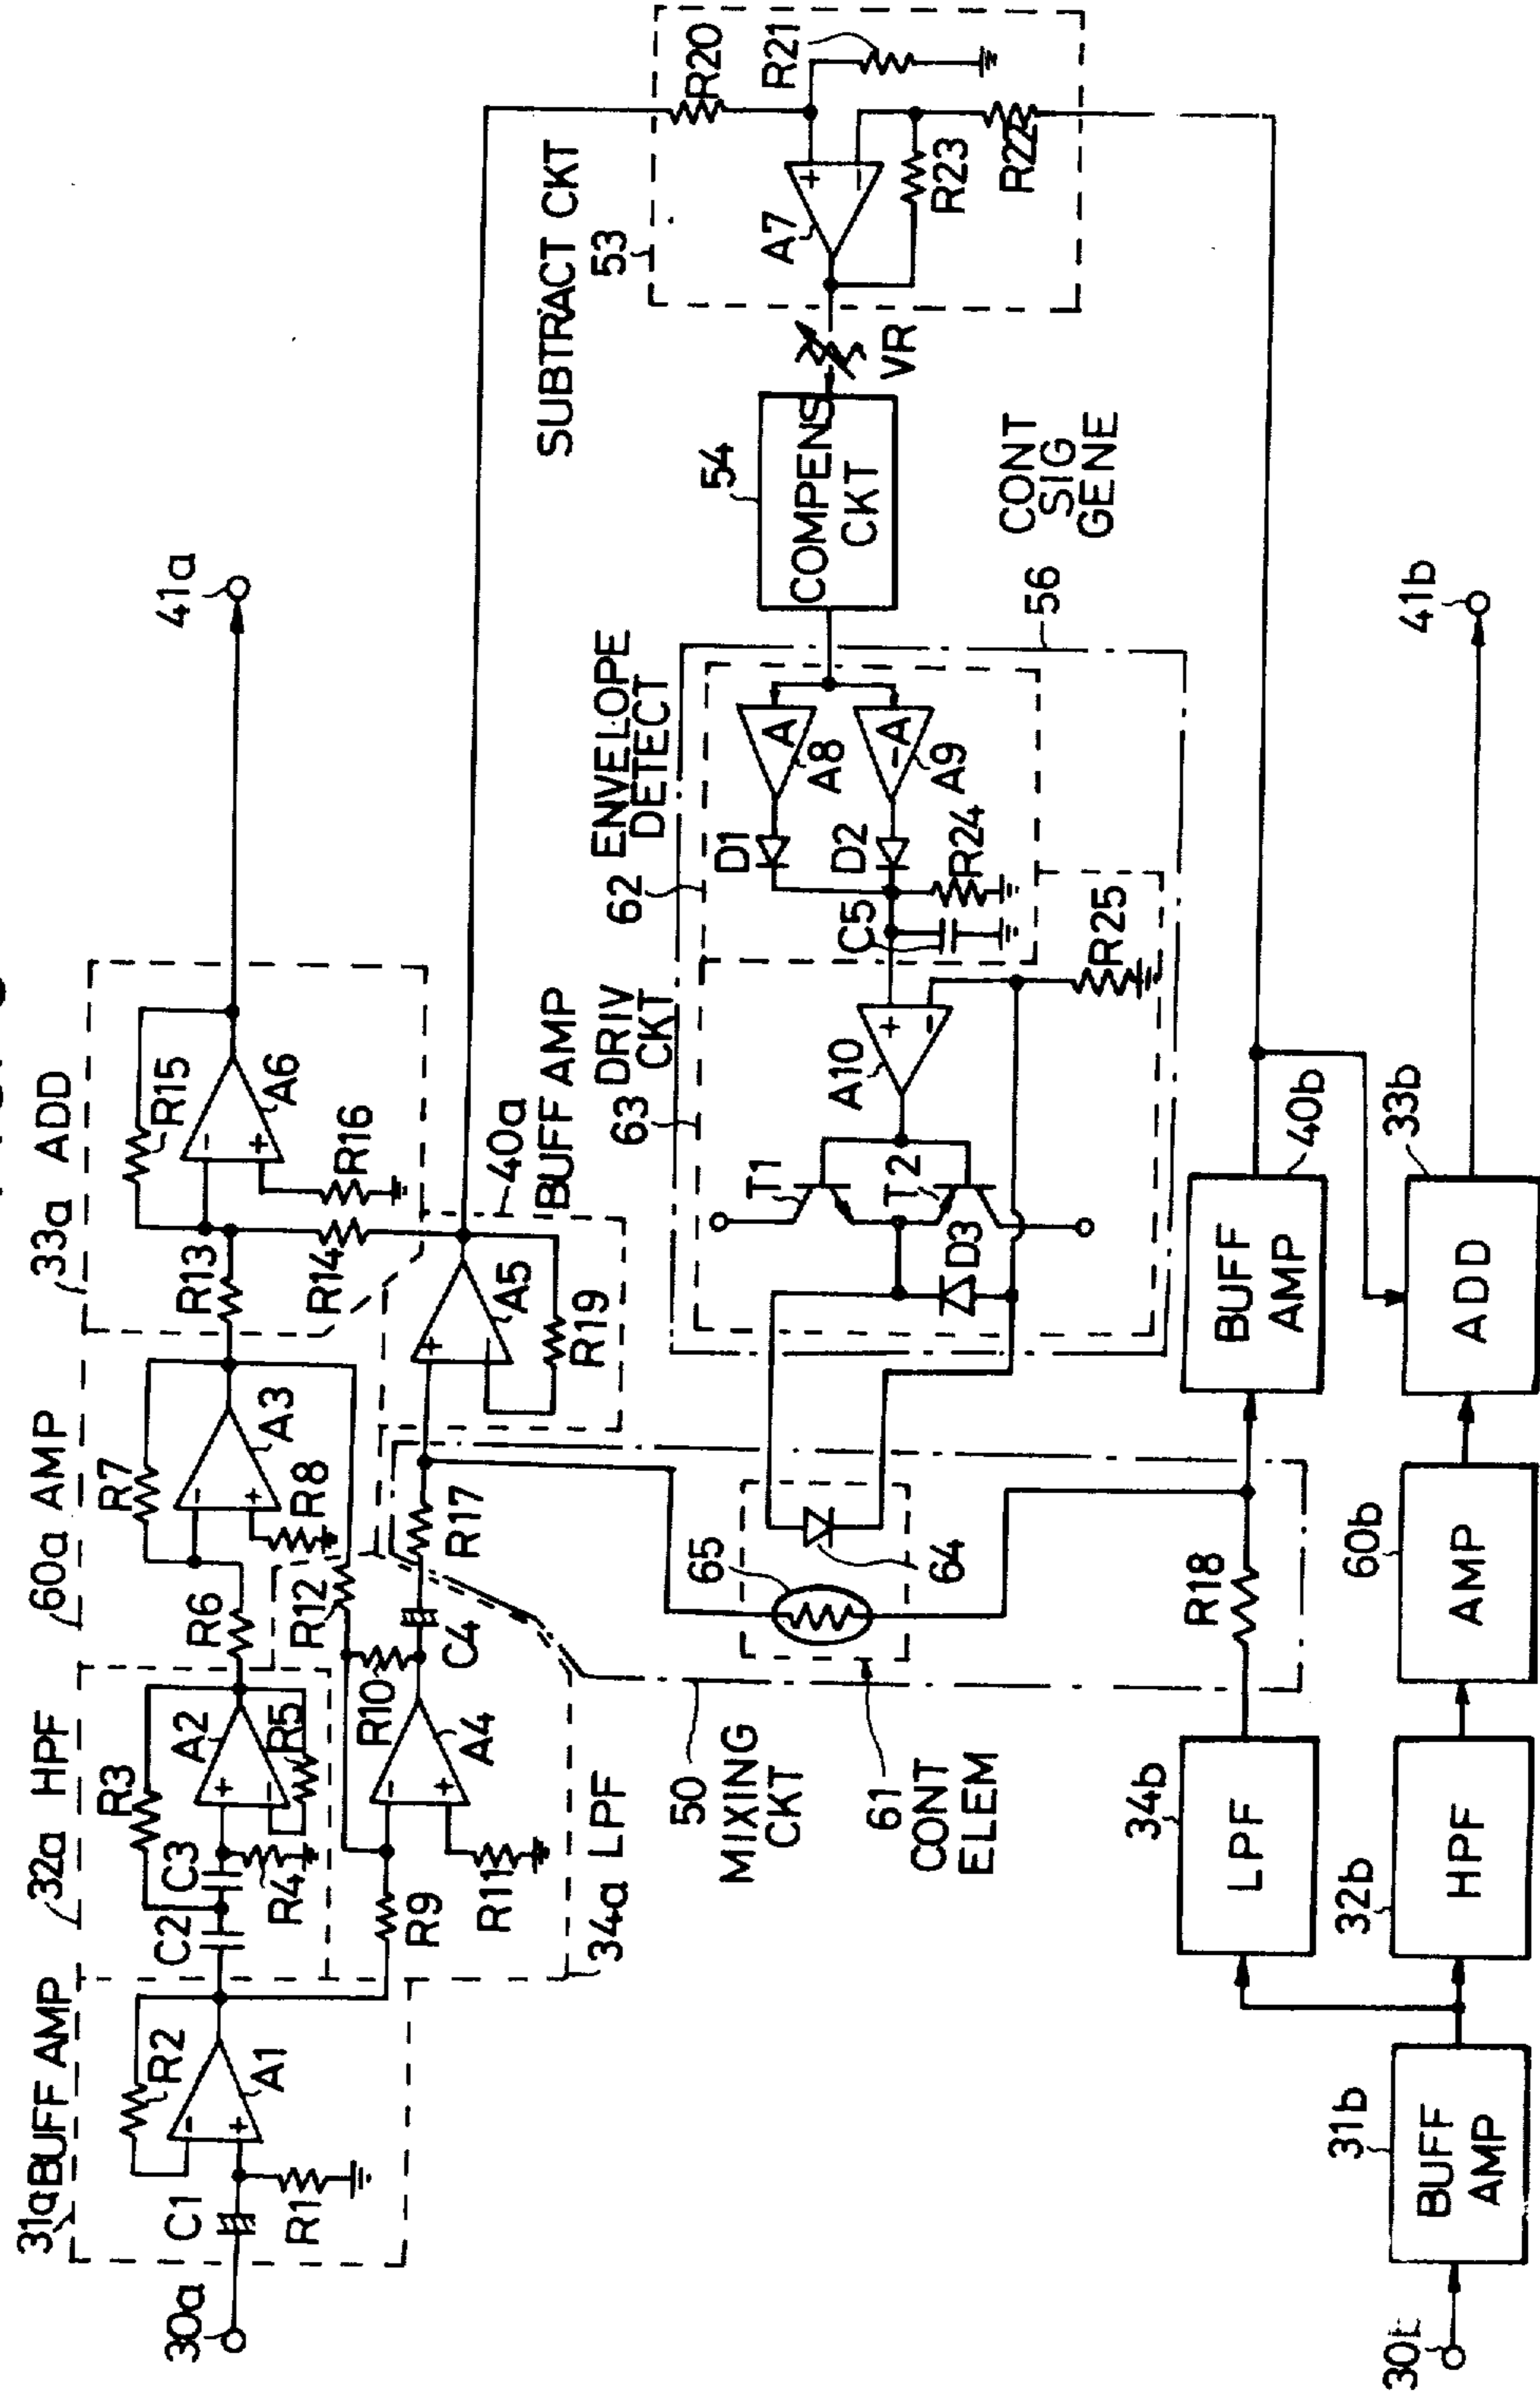 31a BUFF AMP
32a HPF
60a AMP
33a ADD
R2
A1
C1
R1
30a
R3
A2
C2
C3
R4
R5
R6
R7
A3
R8
R12
R13
R15
A6
R16
R14
41a
R9
R10
A4
R11
C4
34a LPF
R17
A5
R19
40a
BUFF AMP
SUBTRACT CKT
53
R20
R21
A7
R23
R22
VR
54
COMPENS
CKT
CONT
SIG
GENE
56
62 ENVELOPE
DETECT
A
A8
-A
A9
D1
D2
R24
C5
63 DRIV
CKT
A10
R25
T1
T2
D3
65
64
50
MIXING
CKT
61
CONT
ELEM
34b
LPF
R18
BUFF
AMP
40b
31b
BUFF
AMP
32b
HPF
60b
AMP
33b
ADD
41b